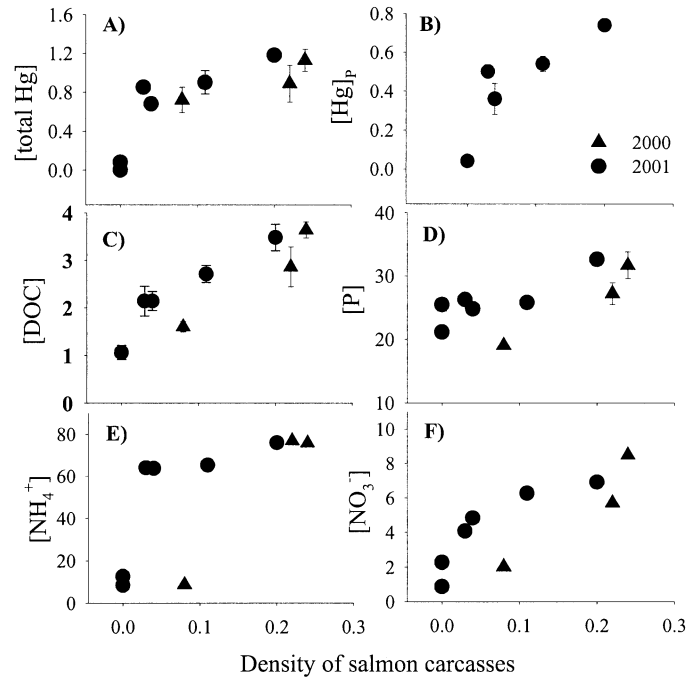 A)
[total Hg]
1.6
1.2
0.8
0.4
0.0
B)
[Hg]P
0.8
0.6
0.4
0.2
0.0
2000
2001
C)
[DOC]
4
3
2
1
0
D)
[P]
40
30
20
10
E)
[NH4+]
80
60
40
20
0
F)
[NO3-]
10
8
6
4
2
0
0.0 0.1 0.2 0.3
0.0 0.1 0.2 0.3
Density of salmon carcasses